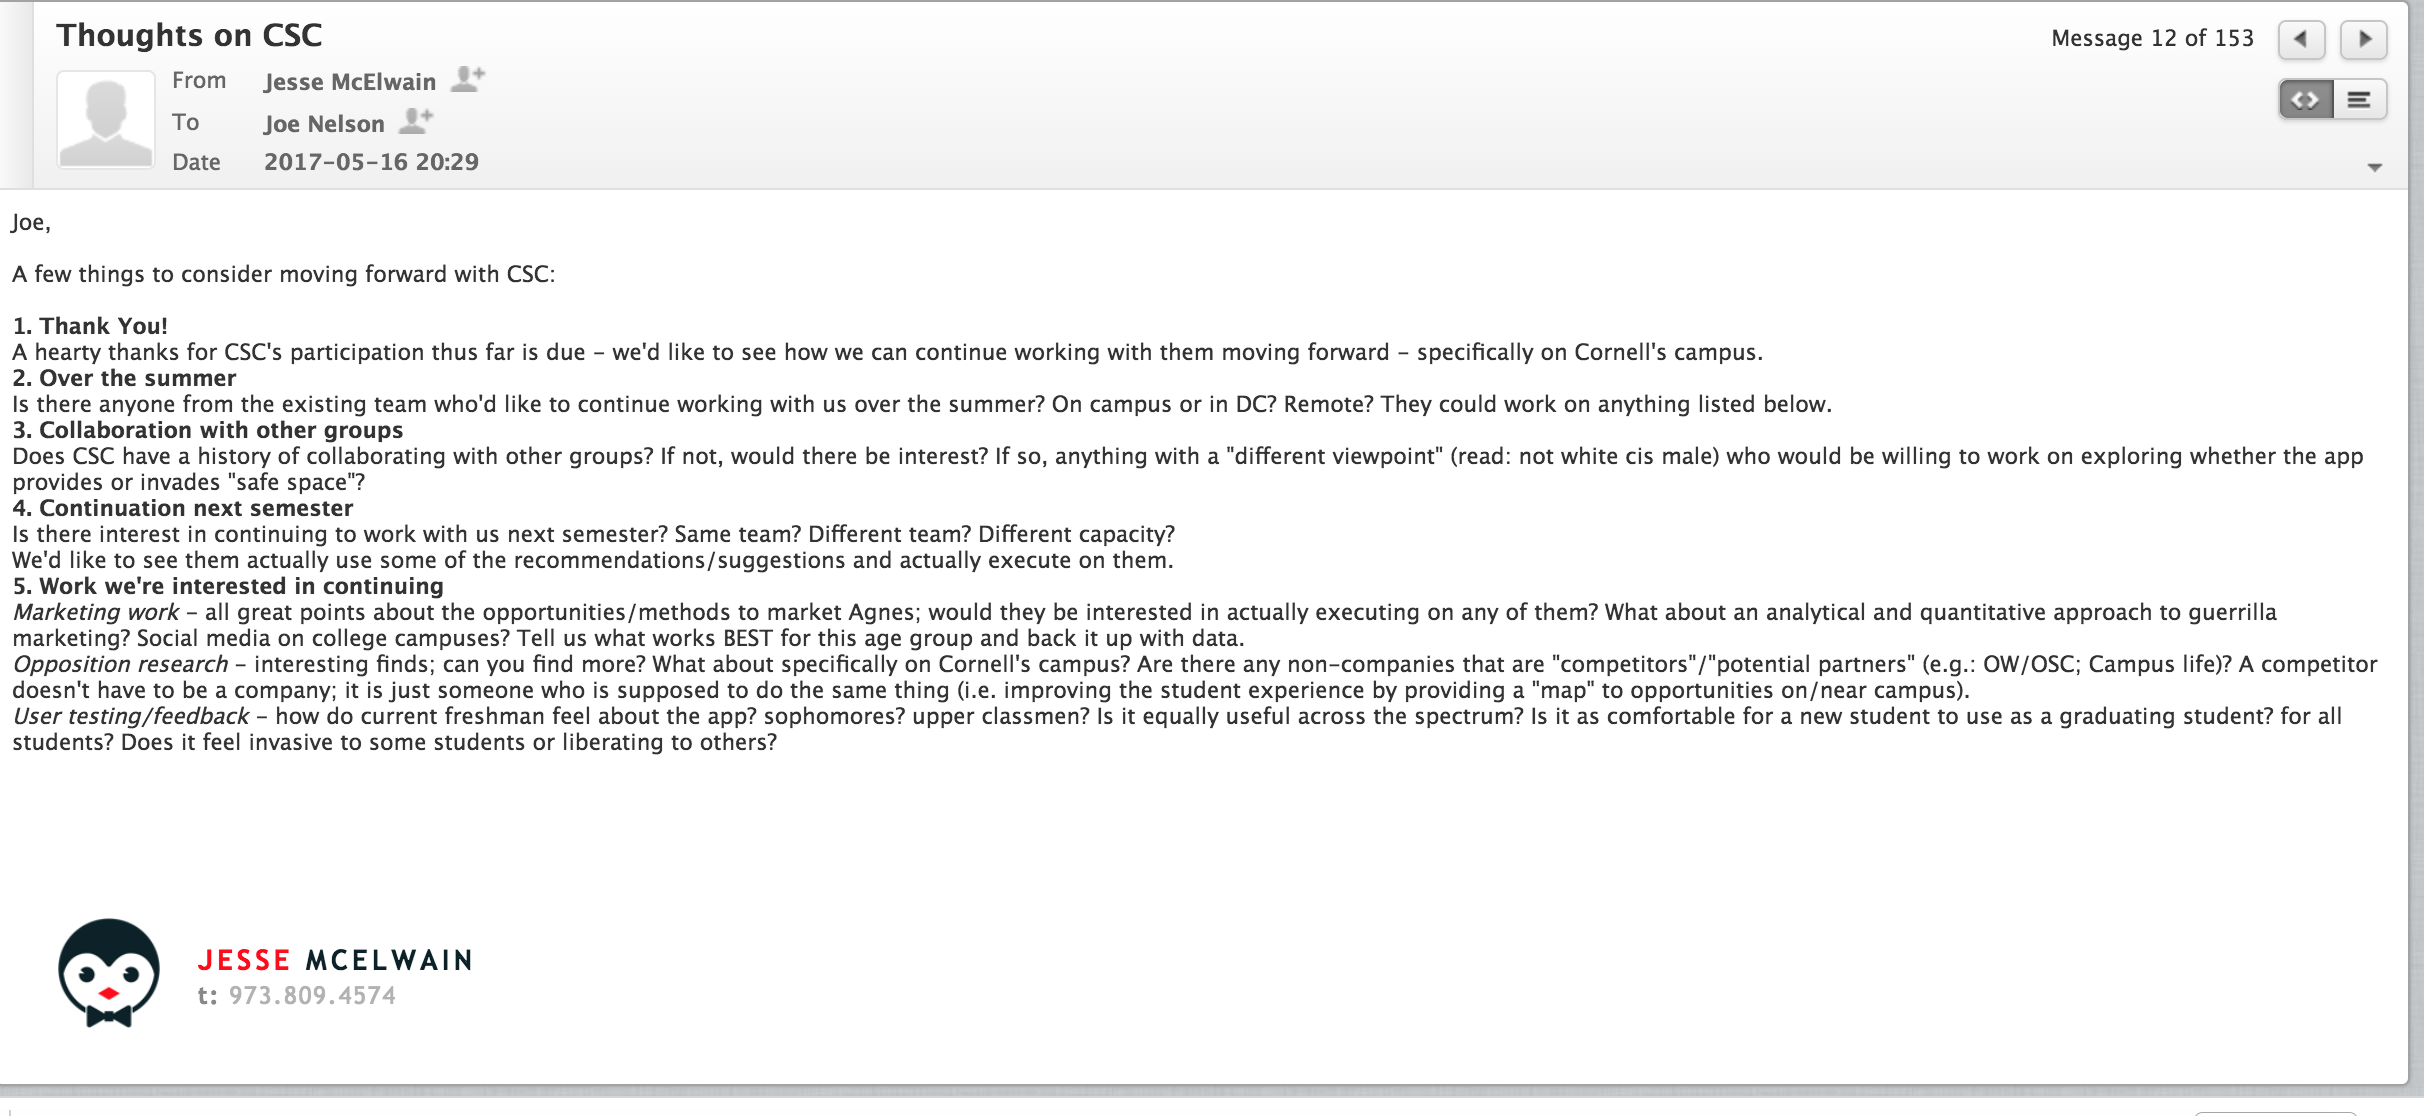 Thoughts on CSC
Message 12 of 153
From Jesse McElwain
To Joe Nelson
Date 2017-05-16 20:29
Joe,
A few things to consider moving forward with CSC:
1. Thank You!
A hearty thanks for CSC's participation thus far is due – we'd like to see how we can continue working with them moving forward – specifically on Cornell's campus.
2. Over the summer
Is there anyone from the existing team who'd like to continue working with us over the summer? On campus or in DC? Remote? They could work on anything listed below.
3. Collaboration with other groups
Does CSC have a history of collaborating with other groups? If not, would there be interest? If so, anything with a "different viewpoint" (read: not white cis male) who would be willing to work on exploring whether the app
provides or invades "safe space"?
4. Continuation next semester
Is there interest in continuing to work with us next semester? Same team? Different team? Different capacity?
We'd like to see them actually use some of the recommendations/suggestions and actually execute on them.
5. Work we're interested in continuing
Marketing work – all great points about the opportunities/methods to market Agnes; would they be interested in actually executing on any of them? What about an analytical and quantitative approach to guerrilla
marketing? Social media on college campuses? Tell us what works BEST for this age group and back it up with data.
Opposition research – interesting finds; can you find more? What about specifically on Cornell's campus? Are there any non-companies that are "competitors"/"potential partners" (e.g.: OW/OSC; Campus life)? A competitor
doesn't have to be a company; it is just someone who is supposed to do the same thing (i.e. improving the student experience by providing a "map" to opportunities on/near campus).
User testing/feedback – how do current freshman feel about the app? sophomores? upper classmen? Is it equally useful across the spectrum? Is it as comfortable for a new student to use as a graduating student? for all
students? Does it feel invasive to some students or liberating to others?
JESSE MCELWAIN
t: 973.809.4574